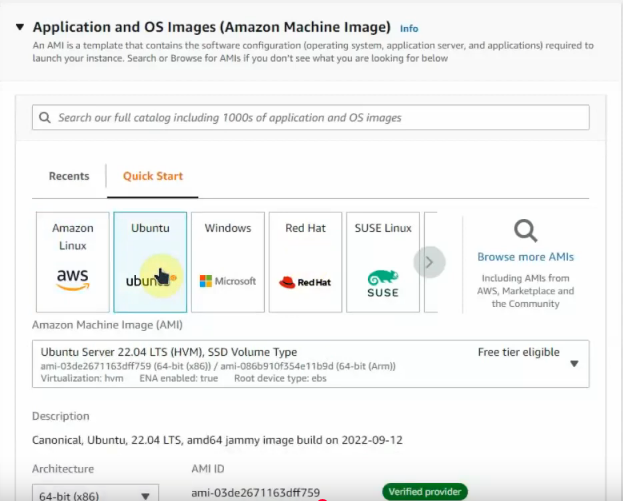 Application and OS Images (Amazon Machine Image) Info
An AMI is a template that contains the software configuration (operating system, application server, and applications) required to
launch your instance. Search or Browse for AMIs if you don't see what you are looking for below
Search our full catalog including 1000s of application and OS images
Recents
Quick Start
Amazon
Linux
aws
Ubuntu
Windows
Microsoft
Red Hat
Red Hat
SUSE Linux
SUSE
Browse more AMIs
Including AMIs from
AWS, Marketplace and
the Community
Amazon Machine Image (AMI)
Ubuntu Server 22.04 LTS (HVM), SSD Volume Type
Free tier eligible
ami-03de2671163dff759 (64-bit (x86)) / ami-086b910f354e11b9d (64-bit (Arm))
Virtualization: hvm ENA enabled: true Root device type: ebs
Description
Canonical, Ubuntu, 22.04 LTS, amd64 jammy image build on 2022-09-12
Architecture
AMI ID
64-bit (x86)
ami-03de2671163dff759
Verified provider